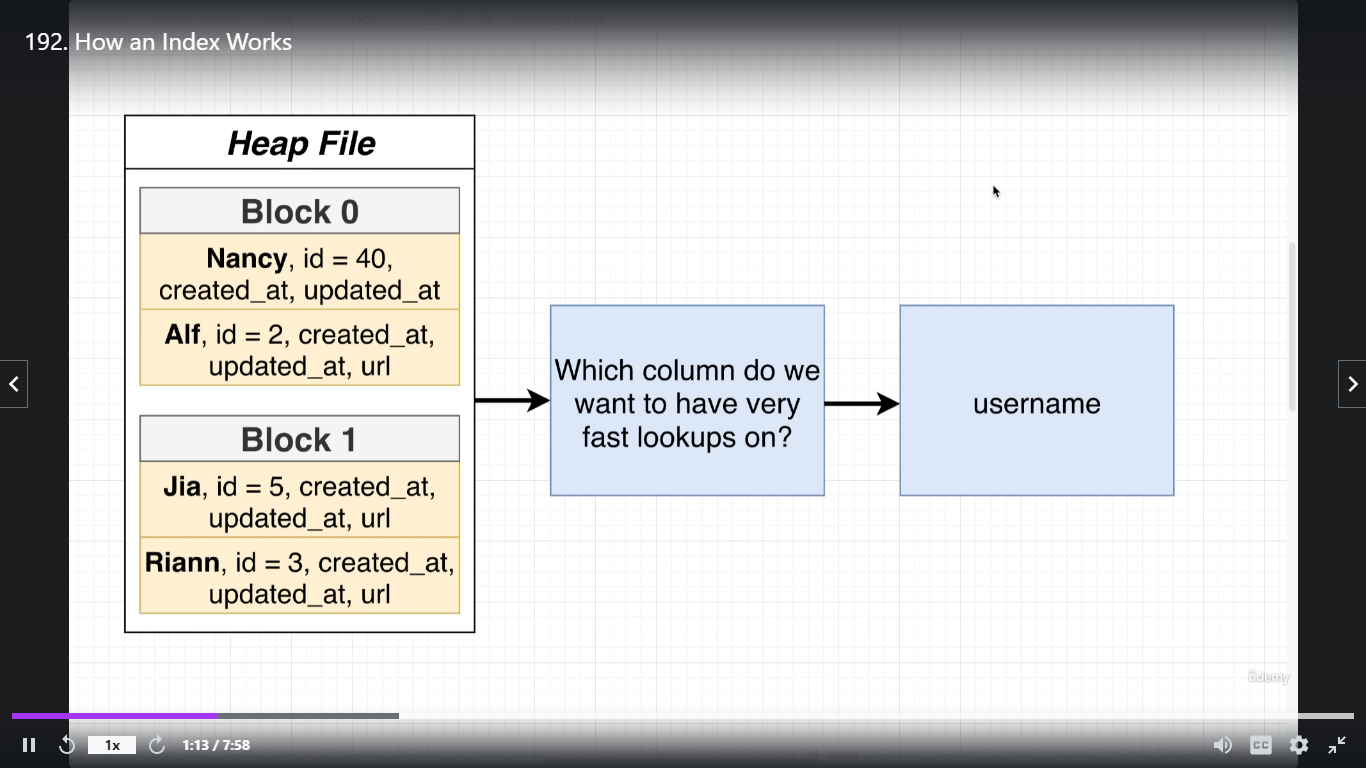 192. How an Index Works
Heap File
Block 0
Nancy, id = 40,
created_at, updated_at
Alf, id = 2, created_at,
updated_at, url
Block 1
Jia, id = 5, created_at,
updated_at, url
Riann, id = 3, created_at,
updated_at, url
Which column do we
want to have very
fast lookups on?
username
ûdemy
1x
1:13 / 7:58
CC